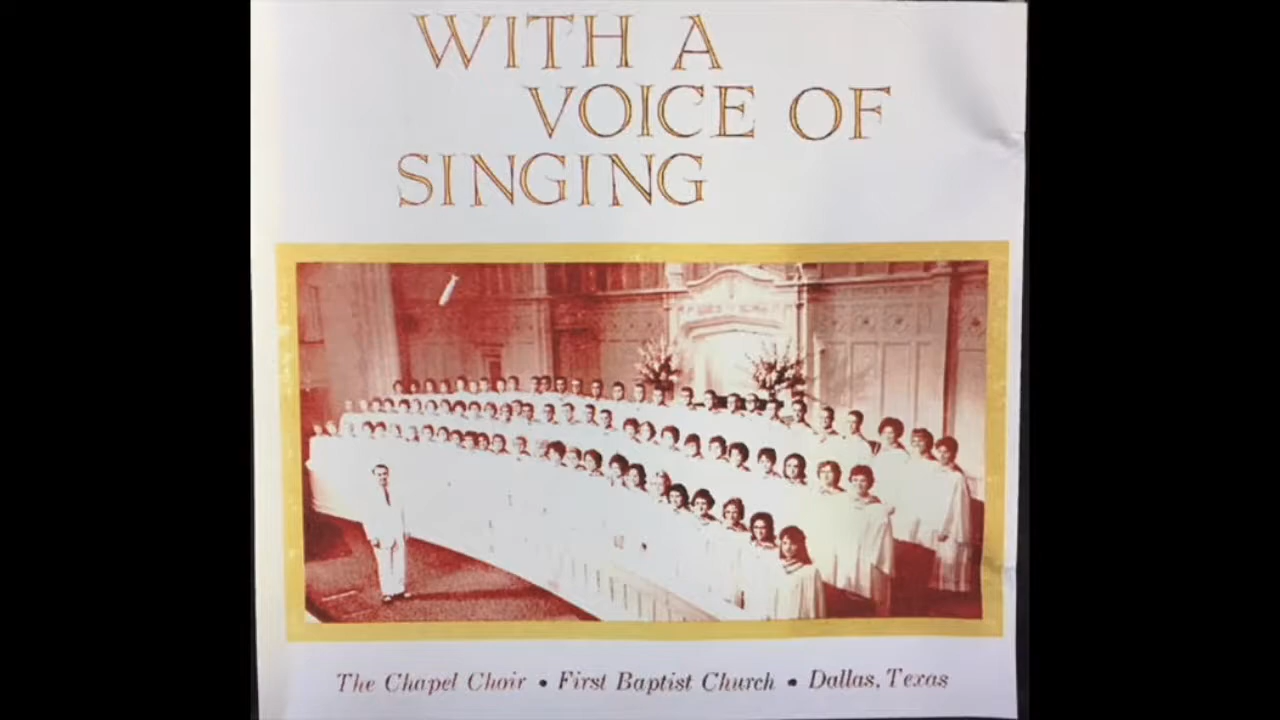 WITH A
VOICE OF
SINGING
The Chapel Choir • First Baptist Church • Dallas, Texas